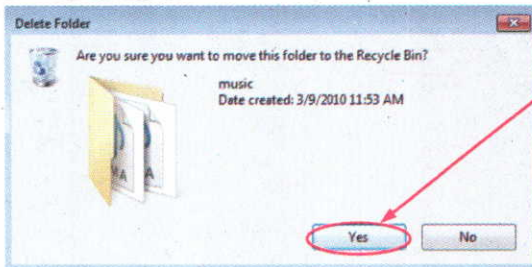 Delete Folder
Are you sure you want to move this folder to the Recycle Bin?
music
Date created: 3/9/2010 11:53 AM
MA
A
Yes
No